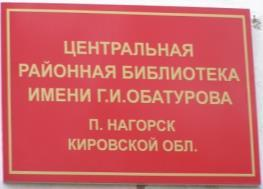 ЦЕНТРАЛЬНАЯ
РАЙОННАЯ БИБЛИОТЕКА
ИМЕНИ Г.И.ОБАТУРОВА
П. НАГОРСК
КИРОВСКОЙ ОБЛ.